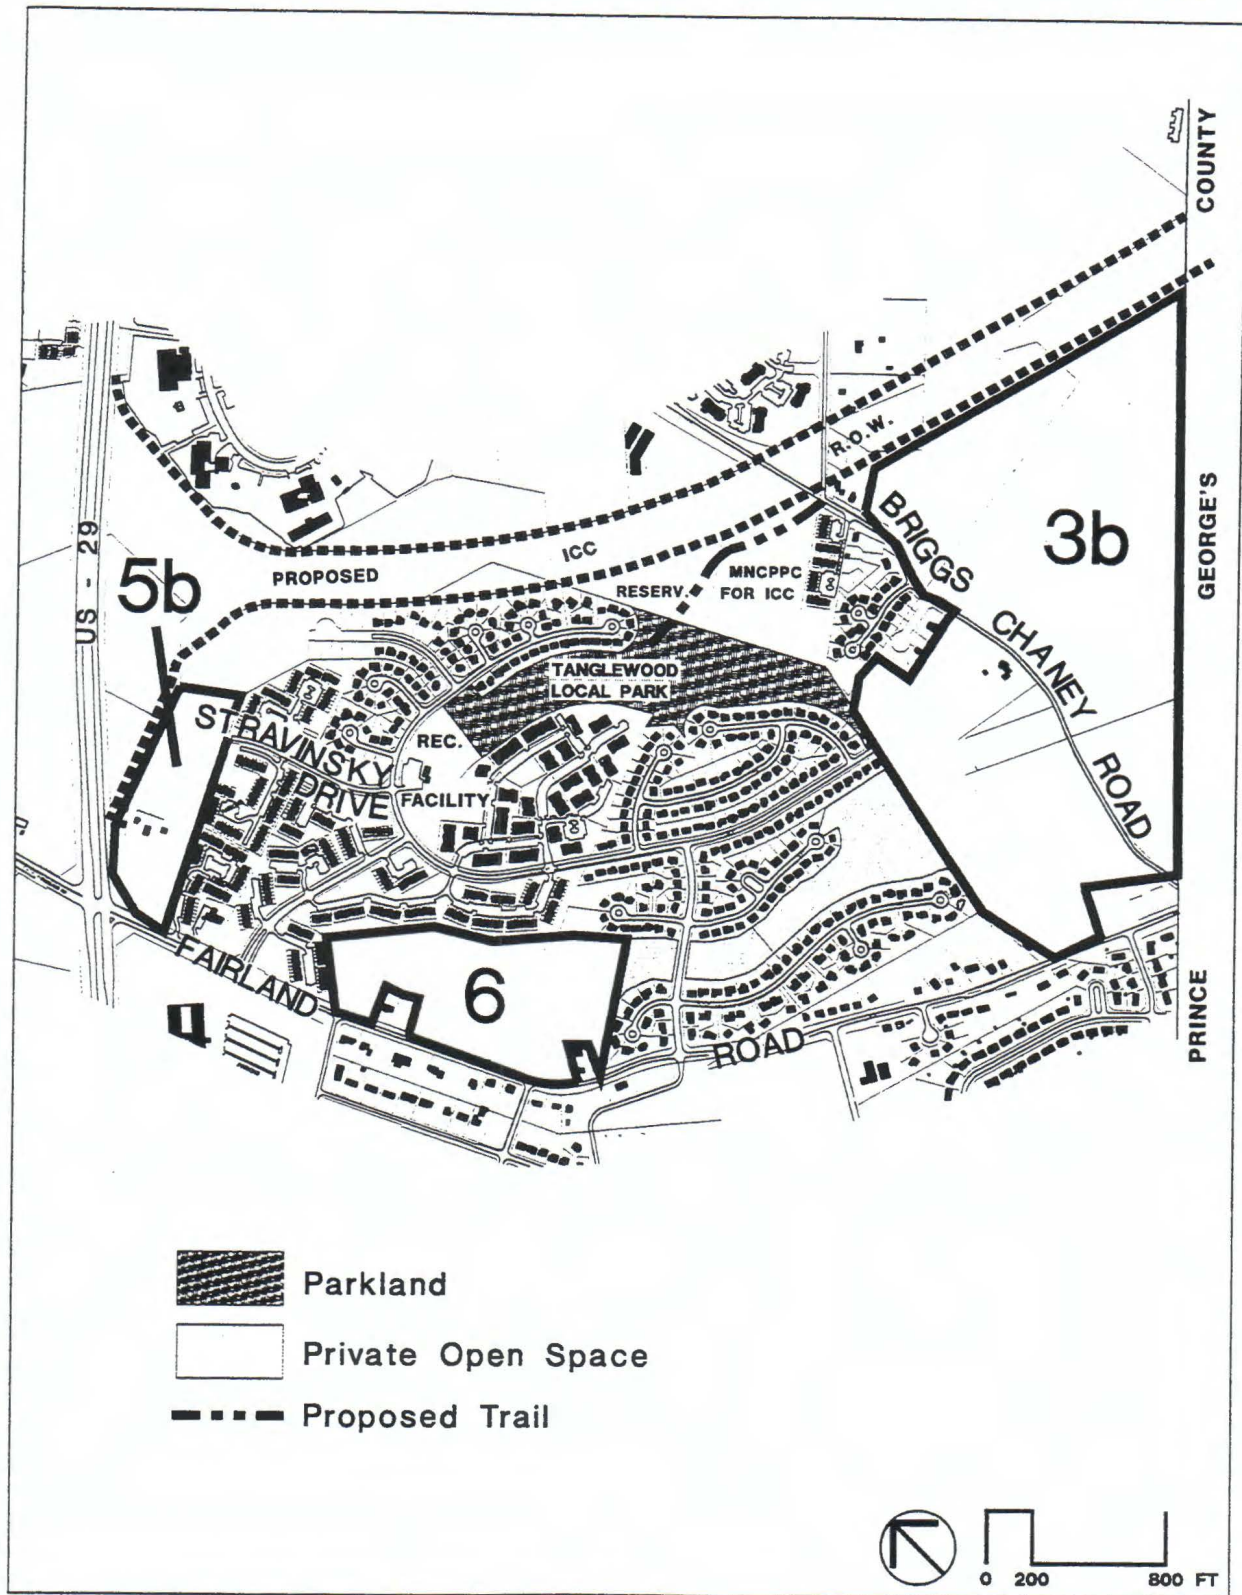 COUNTY
GEORGE'S
PRINCE
US - 29
5b
PROPOSED
ICC
R.O.W.
RESERV.
MNCPPC
FOR ICC
BRIGGS
CHANEY
ROAD
3b
TANGLEWOOD
LOCAL PARK
STRAVINSKY
DRIVE
REC.
FACILITY
FAIRLAND
ROAD
6
Parkland
Private Open Space
Proposed Trail
0 200 800 FT